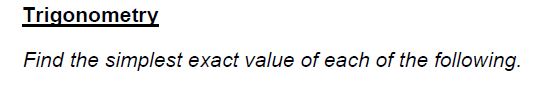 Trigonometry
Find the simplest exact value of each of the following.